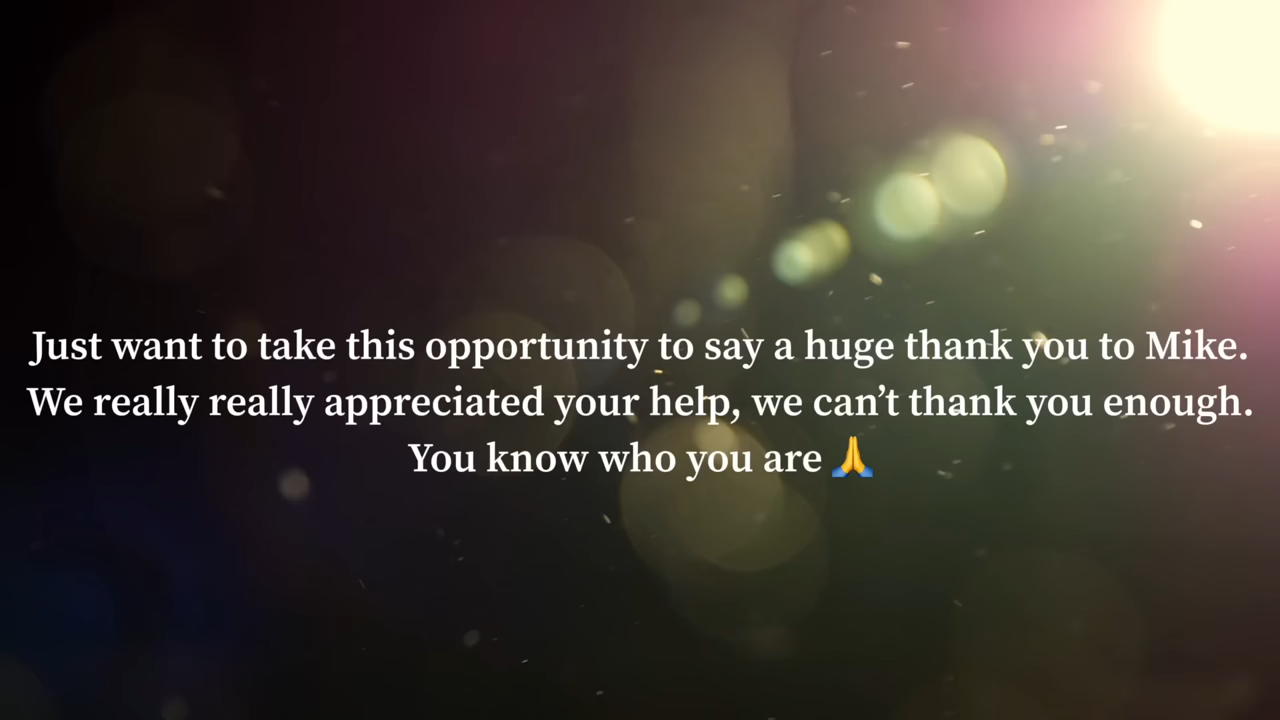 Just want to take this opportunity to say a huge thank you to Mike.
We really really appreciated your help, we can’t thank you enough.
You know who you are 🙏